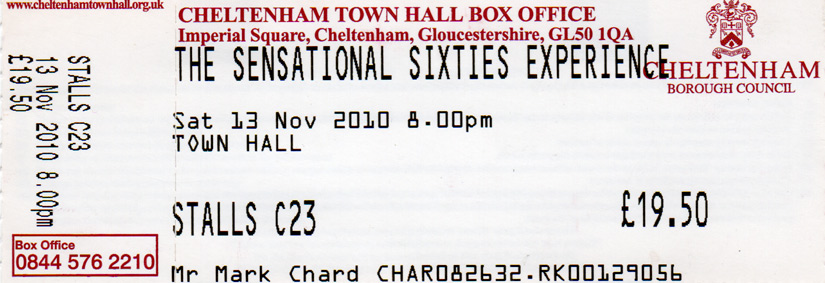 www.cheltenhamtownhall.org.uk
STALLS C23
13 Nov 2010 8.00pm
£19.50
Box Office
0844 576 2210
CHELTENHAM TOWN HALL BOX OFFICE
Imperial Square, Cheltenham, Gloucestershire, GL50 1QA
THE SENSATIONAL SIXTIES EXPERIENCE
CHELTENHAM
BOROUGH COUNCIL
Sat 13 Nov 2010 8.00pm
TOWN HALL
STALLS C23
£19.50
Mr Mark Chard CHAR082632.RK00129056